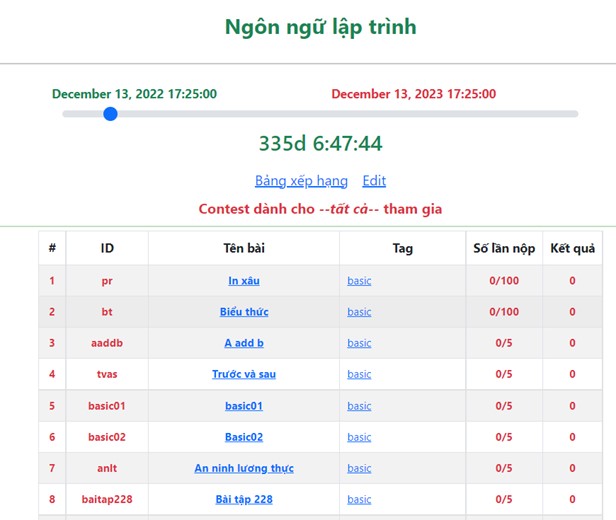 Ngôn ngữ lập trình
December 13, 2022 17:25:00 December 13, 2023 17:25:00
335d 6:47:44
Bảng xếp hạng Edit
Contest dành cho --tất cả-- tham gia
# ID Tên bài Tag Số lần nộp Kết quả
1 pr In xâu basic 0/100 0
2 bt Biểu thức basic 0/100 0
3 aaddb A add b basic 0/5 0
4 tvas Trước và sau basic 0/5 0
5 basic01 basic01 basic 0/5 0
6 basic02 Basic02 basic 0/5 0
7 anlt An ninh lương thực basic 0/5 0
8 baitap228 Bài tập 228 basic 0/5 0